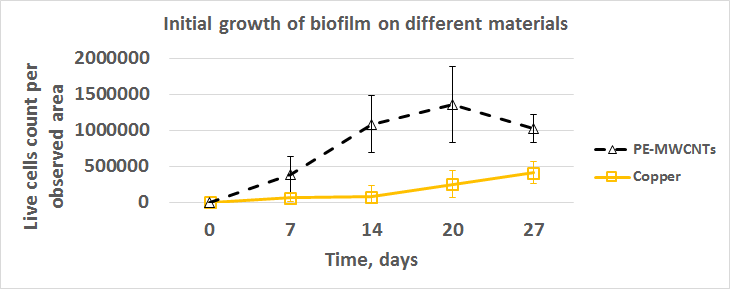 Initial growth of biofilm on different materials
Live cells count per
observed area
2000000
1500000
1000000
500000
0
0 7 14 20 27
Time, days
PE-MWCNTs
Copper